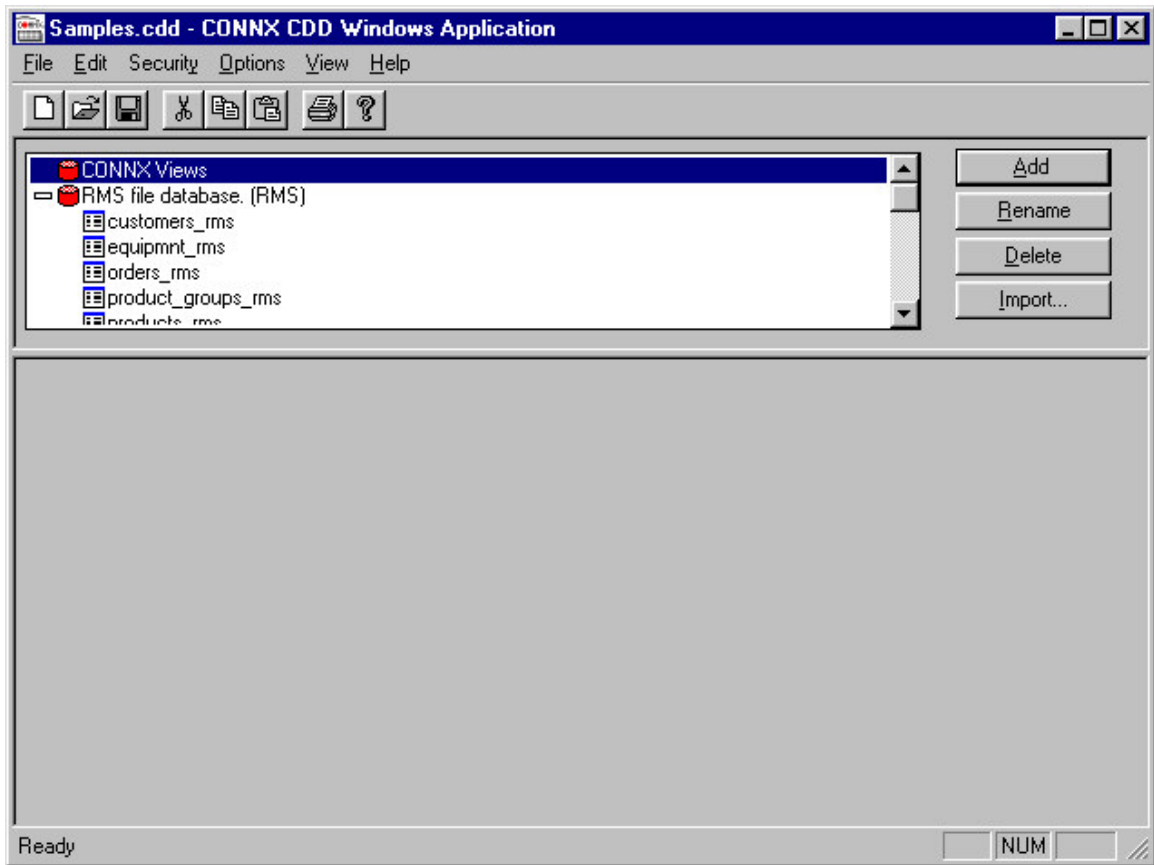 Samples.cdd - CONNX CDD Windows Application
File Edit Security Options View Help
CONNX Views
RMS file database. (RMS)
customers_rms
equipmnt_rms
orders_rms
product_groups_rms
products_rms
Add
Rename
Delete
Import...
Ready
NUM